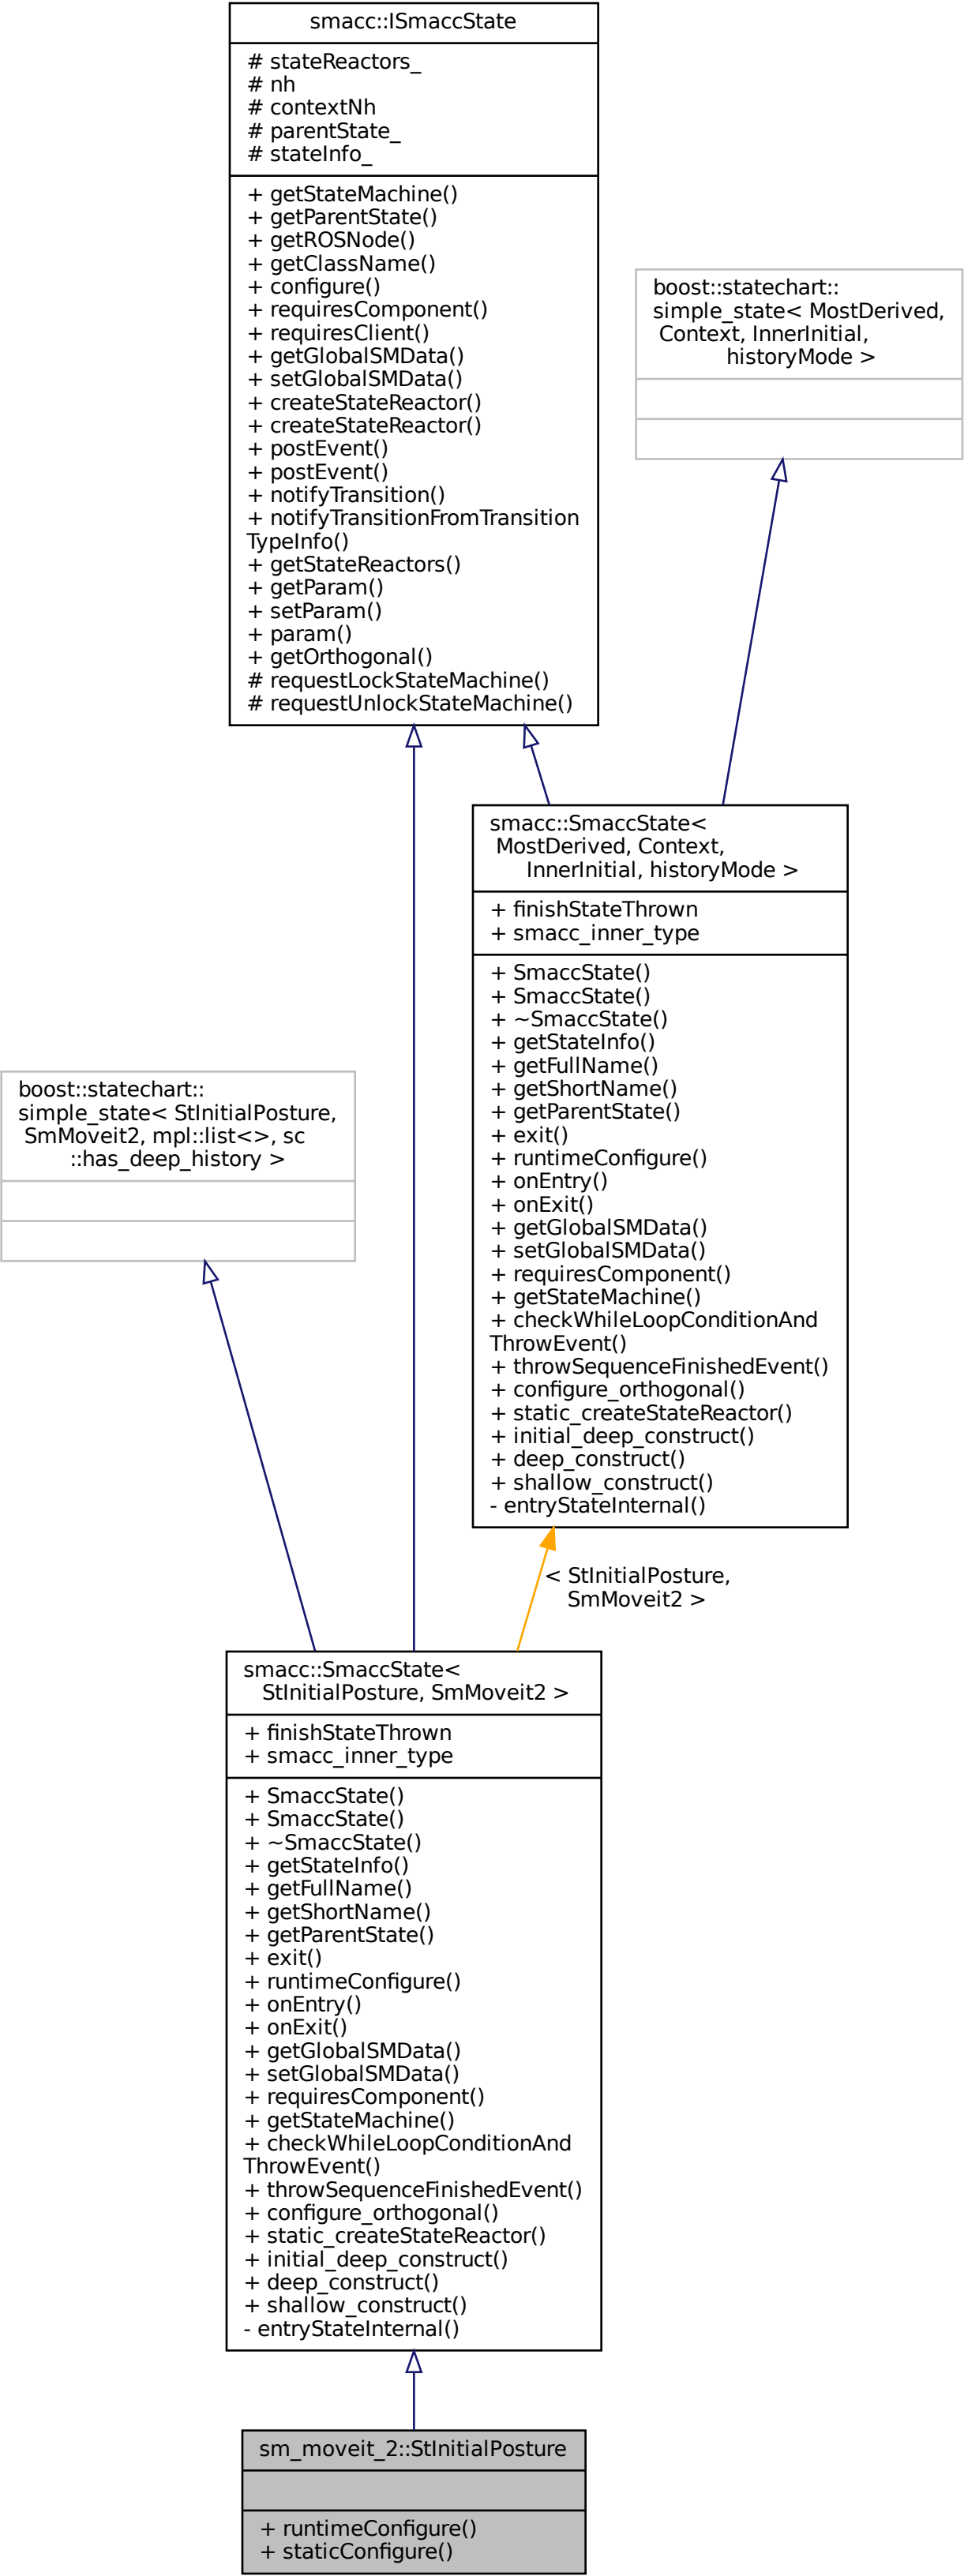 smacc::ISmaccState
# stateReactors_
# nh
# contextNh
# parentState_
# stateInfo_
+ getStateMachine()
+ getParentState()
+ getROSNode()
+ getClassName()
+ configure()
+ requiresComponent()
+ requiresClient()
+ getGlobalSMData()
+ setGlobalSMData()
+ createStateReactor()
+ createStateReactor()
+ postEvent()
+ postEvent()
+ notifyTransition()
+ notifyTransitionFromTransition
TypeInfo()
+ getStateReactors()
+ getParam()
+ setParam()
+ param()
+ getOrthogonal()
# requestLockStateMachine()
# requestUnlockStateMachine()
boost::statechart::
simple_state< MostDerived,
Context, InnerInitial,
historyMode >
smacc::SmaccState<
MostDerived, Context,
InnerInitial, historyMode >
+ finishStateThrown
+ smacc_inner_type
+ SmaccState()
+ SmaccState()
+ ~SmaccState()
+ getStateInfo()
+ getFullName()
+ getShortName()
+ getParentState()
+ exit()
+ runtimeConfigure()
+ onEntry()
+ onExit()
+ getGlobalSMData()
+ setGlobalSMData()
+ requiresComponent()
+ getStateMachine()
+ checkWhileLoopConditionAnd
ThrowEvent()
+ throwSequenceFinishedEvent()
+ configure_orthogonal()
+ static_createStateReactor()
+ initial_deep_construct()
+ deep_construct()
+ shallow_construct()
- entryStateInternal()
boost::statechart::
simple_state< StInitialPosture,
SmMoveit2, mpl::list<>, sc
::has_deep_history >
< StInitialPosture,
SmMoveit2 >
smacc::SmaccState<
StInitialPosture, SmMoveit2 >
+ finishStateThrown
+ smacc_inner_type
+ SmaccState()
+ SmaccState()
+ ~SmaccState()
+ getStateInfo()
+ getFullName()
+ getShortName()
+ getParentState()
+ exit()
+ runtimeConfigure()
+ onEntry()
+ onExit()
+ getGlobalSMData()
+ setGlobalSMData()
+ requiresComponent()
+ getStateMachine()
+ checkWhileLoopConditionAnd
ThrowEvent()
+ throwSequenceFinishedEvent()
+ configure_orthogonal()
+ static_createStateReactor()
+ initial_deep_construct()
+ deep_construct()
+ shallow_construct()
- entryStateInternal()
sm_moveit_2::StInitialPosture
+ runtimeConfigure()
+ staticConfigure()